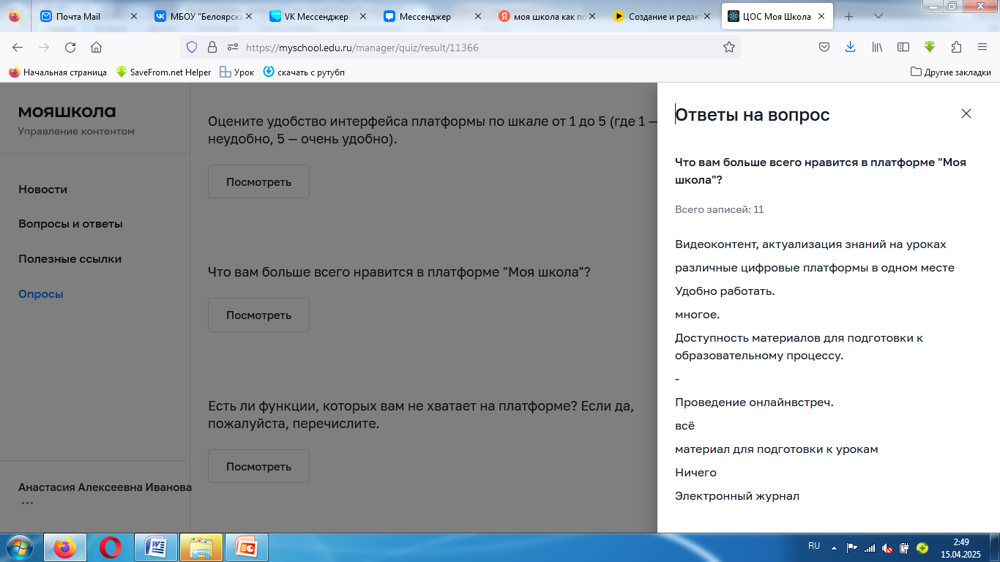 Почта Mail
МБОУ "Белоярска
VK Мессенджер
Мессенджер
моя школа как по
Создание и редак
ЦОС Моя Школа
https://myschool.edu.ru/manager/quiz/result/11366
Начальная страница
SaveFrom.net Helper
Урок
скачать с рутубп
Другие закладки
мояшкола
Управление контентом
Новости
Вопросы и ответы
Полезные ссылки
Опросы
Анастасия Алексеевна Иванова
Оцените удобство интерфейса платформы по шкале от 1 до 5 (где 1 —
неудобно, 5 — очень удобно).
Посмотреть
Что вам больше всего нравится в платформе "Моя школа"?
Посмотреть
Есть ли функции, которых вам не хватает на платформе? Если да,
пожалуйста, перечислите.
Посмотреть
Ответы на вопрос
Что вам больше всего нравится в платформе "Моя
школа"?
Всего записей: 11
Видеоконтент, актуализация знаний на уроках
различные цифровые платформы в одном месте
Удобно работать.
многое.
Доступность материалов для подготовки к
образовательному процессу.
-
Проведение онлайнвстреч.
всё
материал для подготовки к урокам
Ничего
Электронный журнал
RU
2:49
15.04.2025